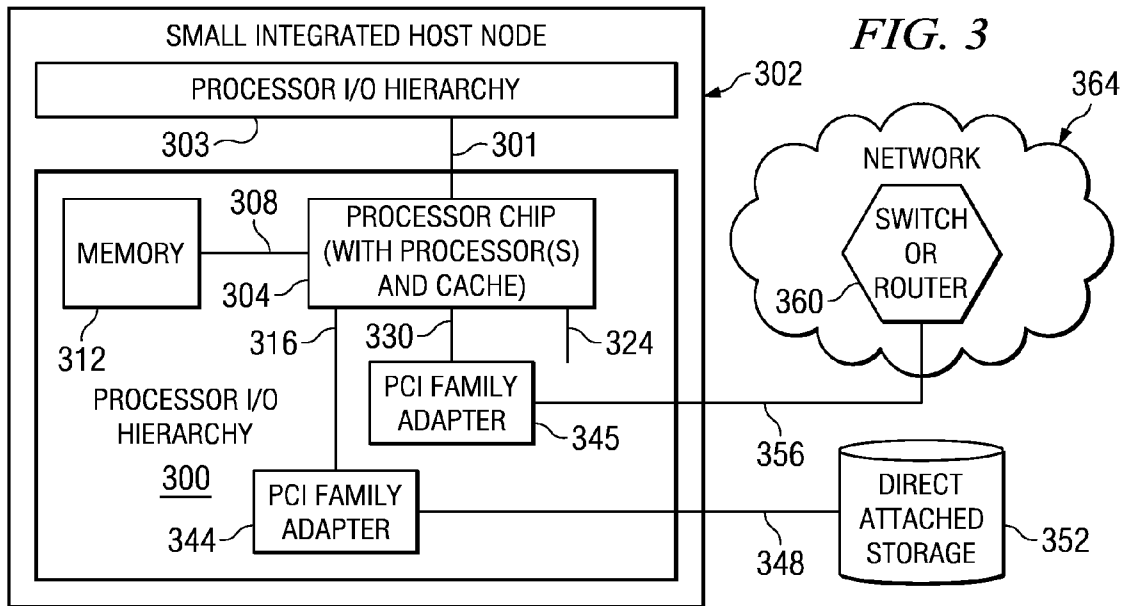 FIG. 3
SMALL INTEGRATED HOST NODE
PROCESSOR I/O HIERARCHY
302
303
301
364
NETWORK
SWITCH
OR
ROUTER
360
MEMORY
308
PROCESSOR CHIP
(WITH PROCESSOR(S)
AND CACHE)
304
312
316
330
324
PROCESSOR I/O
HIERARCHY
300
PCI FAMILY
ADAPTER
345
356
PCI FAMILY
ADAPTER
344
348
DIRECT
ATTACHED
STORAGE
352